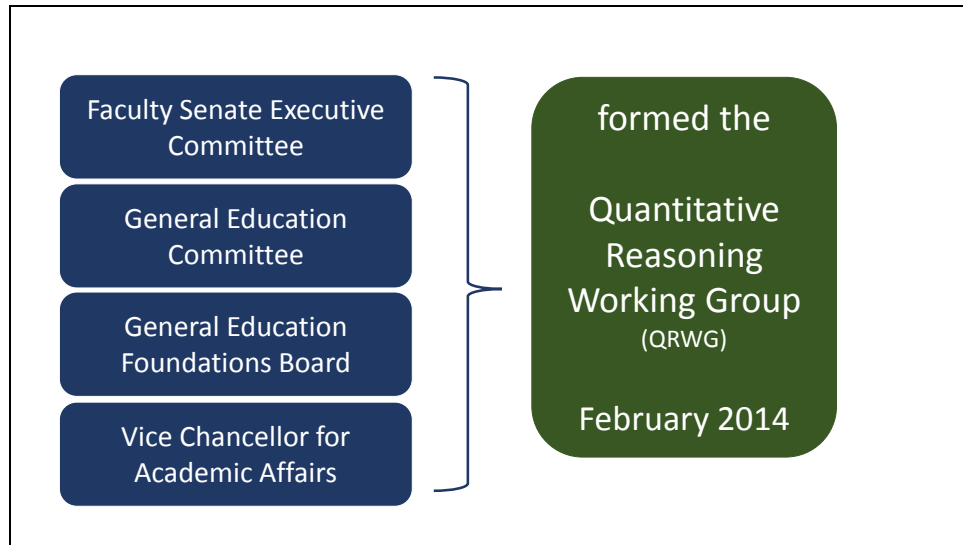 Faculty Senate Executive
Committee
General Education
Committee
General Education
Foundations Board
Vice Chancellor for
Academic Affairs
formed the
Quantitative
Reasoning
Working Group
(QRWG)
February 2014